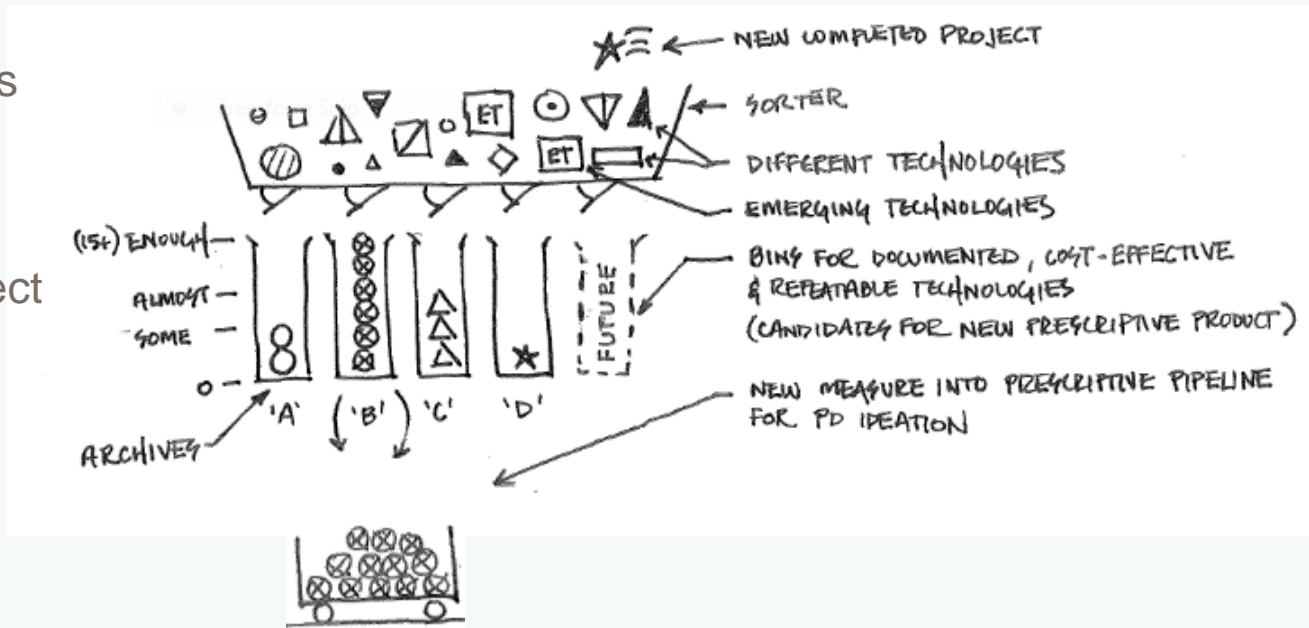 s
ect
NEW COMPLETED PROJECT
SORTER
ET
ET
DIFFERENT TECHNOLOGIES
EMERGING TECHNOLOGIES
(15+) ENOUGH
ALMOST
SOME
0
FUTURE
BINS FOR DOCUMENTED, COST-EFFECTIVE
& REPEATABLE TECHNOLOGIES
(CANDIDATES FOR NEW PRESCRIPTIVE PRODUCT)
'A'
'B'
'C'
'D'
ARCHIVES
NEW MEASURE INTO PRESCRIPTIVE PIPELINE
FOR PD IDEATION